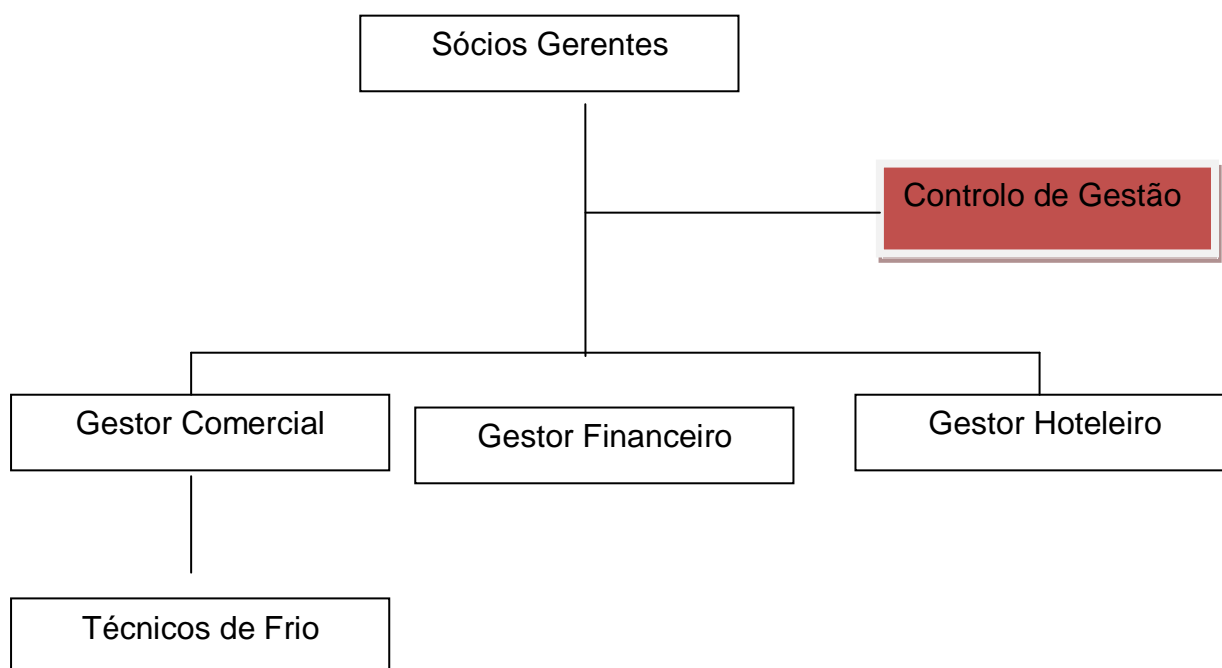 Sócios Gerentes
Controlo de Gestão
Gestor Comercial
Gestor Financeiro
Gestor Hoteleiro
Técnicos de Frio